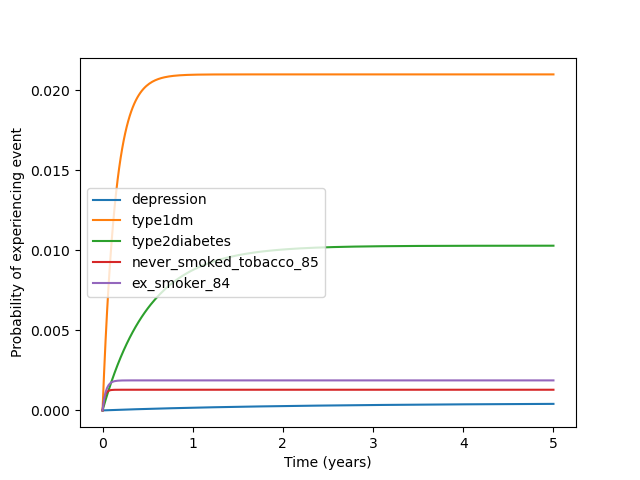 Probability of experiencing event
0.020
0.015
0.010
0.005
0.000
depression
type1dm
type2diabetes
never_smoked_tobacco_85
ex_smoker_84
0 1 2 3 4 5
Time (years)